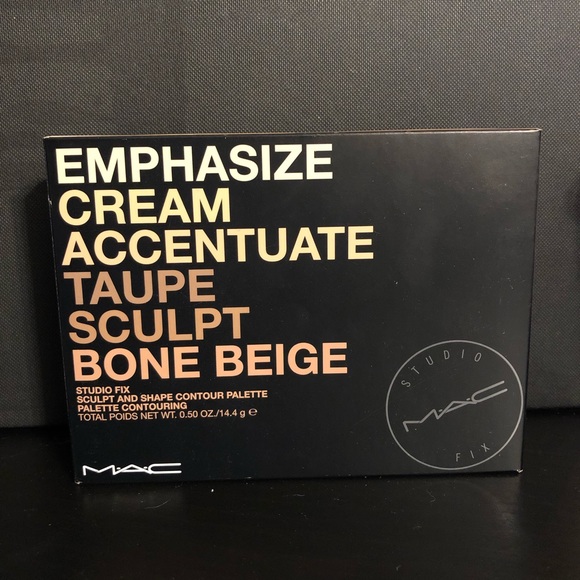 EMPHASIZE
CREAM
ACCENTUATE
TAUPE
SCULPT
BONE BEIGE
STUDIO FIX
SCULPT AND SHAPE CONTOUR PALETTE
PALETTE CONTOURING
TOTAL POIDS NET WT. 0.50 OZ./14.4 g ℮
M·A·C
STUDIO
M·A·C
FIX